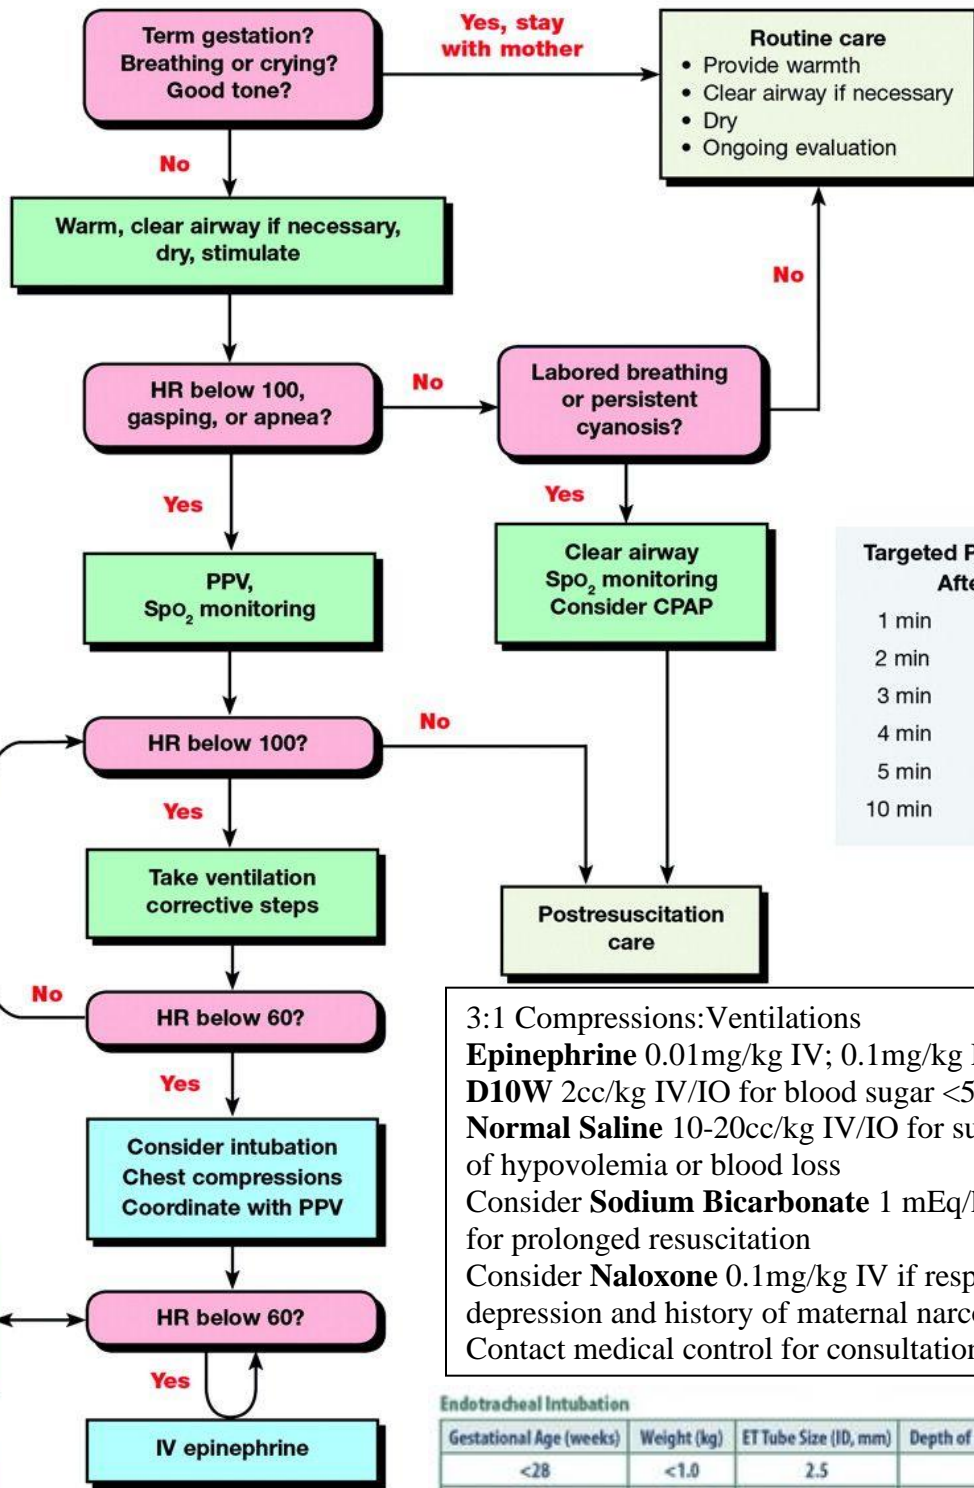 Term gestation?
Breathing or crying?
Good tone?
Yes, stay
with mother
Routine care
• Provide warmth
• Clear airway if necessary
• Dry
• Ongoing evaluation
No
Warm, clear airway if necessary,
dry, stimulate
No
HR below 100,
gasping, or apnea?
No
Labored breathing
or persistent
cyanosis?
Yes
Yes
PPV,
SpO₂ monitoring
Clear airway
SpO₂ monitoring
Consider CPAP
Targeted
After
1 min
2 min
3 min
4 min
5 min
10 min
HR below 100?
No
Yes
Take ventilation
corrective steps
Postresuscitation
care
No
HR below 60?
Yes
Consider intubation
Chest compressions
Coordinate with PPV
3:1 Compressions:Ventilations
Epinephrine 0.01mg/kg IV; 0.1mg/kg
D10W 2cc/kg IV/IO for blood sugar <5
Normal Saline 10-20cc/kg IV/IO for
of hypovolemia or blood loss
Consider Sodium Bicarbonate 1
for prolonged resuscitation
Consider Naloxone 0.1mg/kg IV if
depression and history of maternal
Contact medical control for consultation
HR below 60?
Yes
IV epinephrine
Endotracheal Intubation
Gestational Age (weeks) Weight (kg) ET Tube Size (ID, mm) Depth of
<28 <1.0 2.5